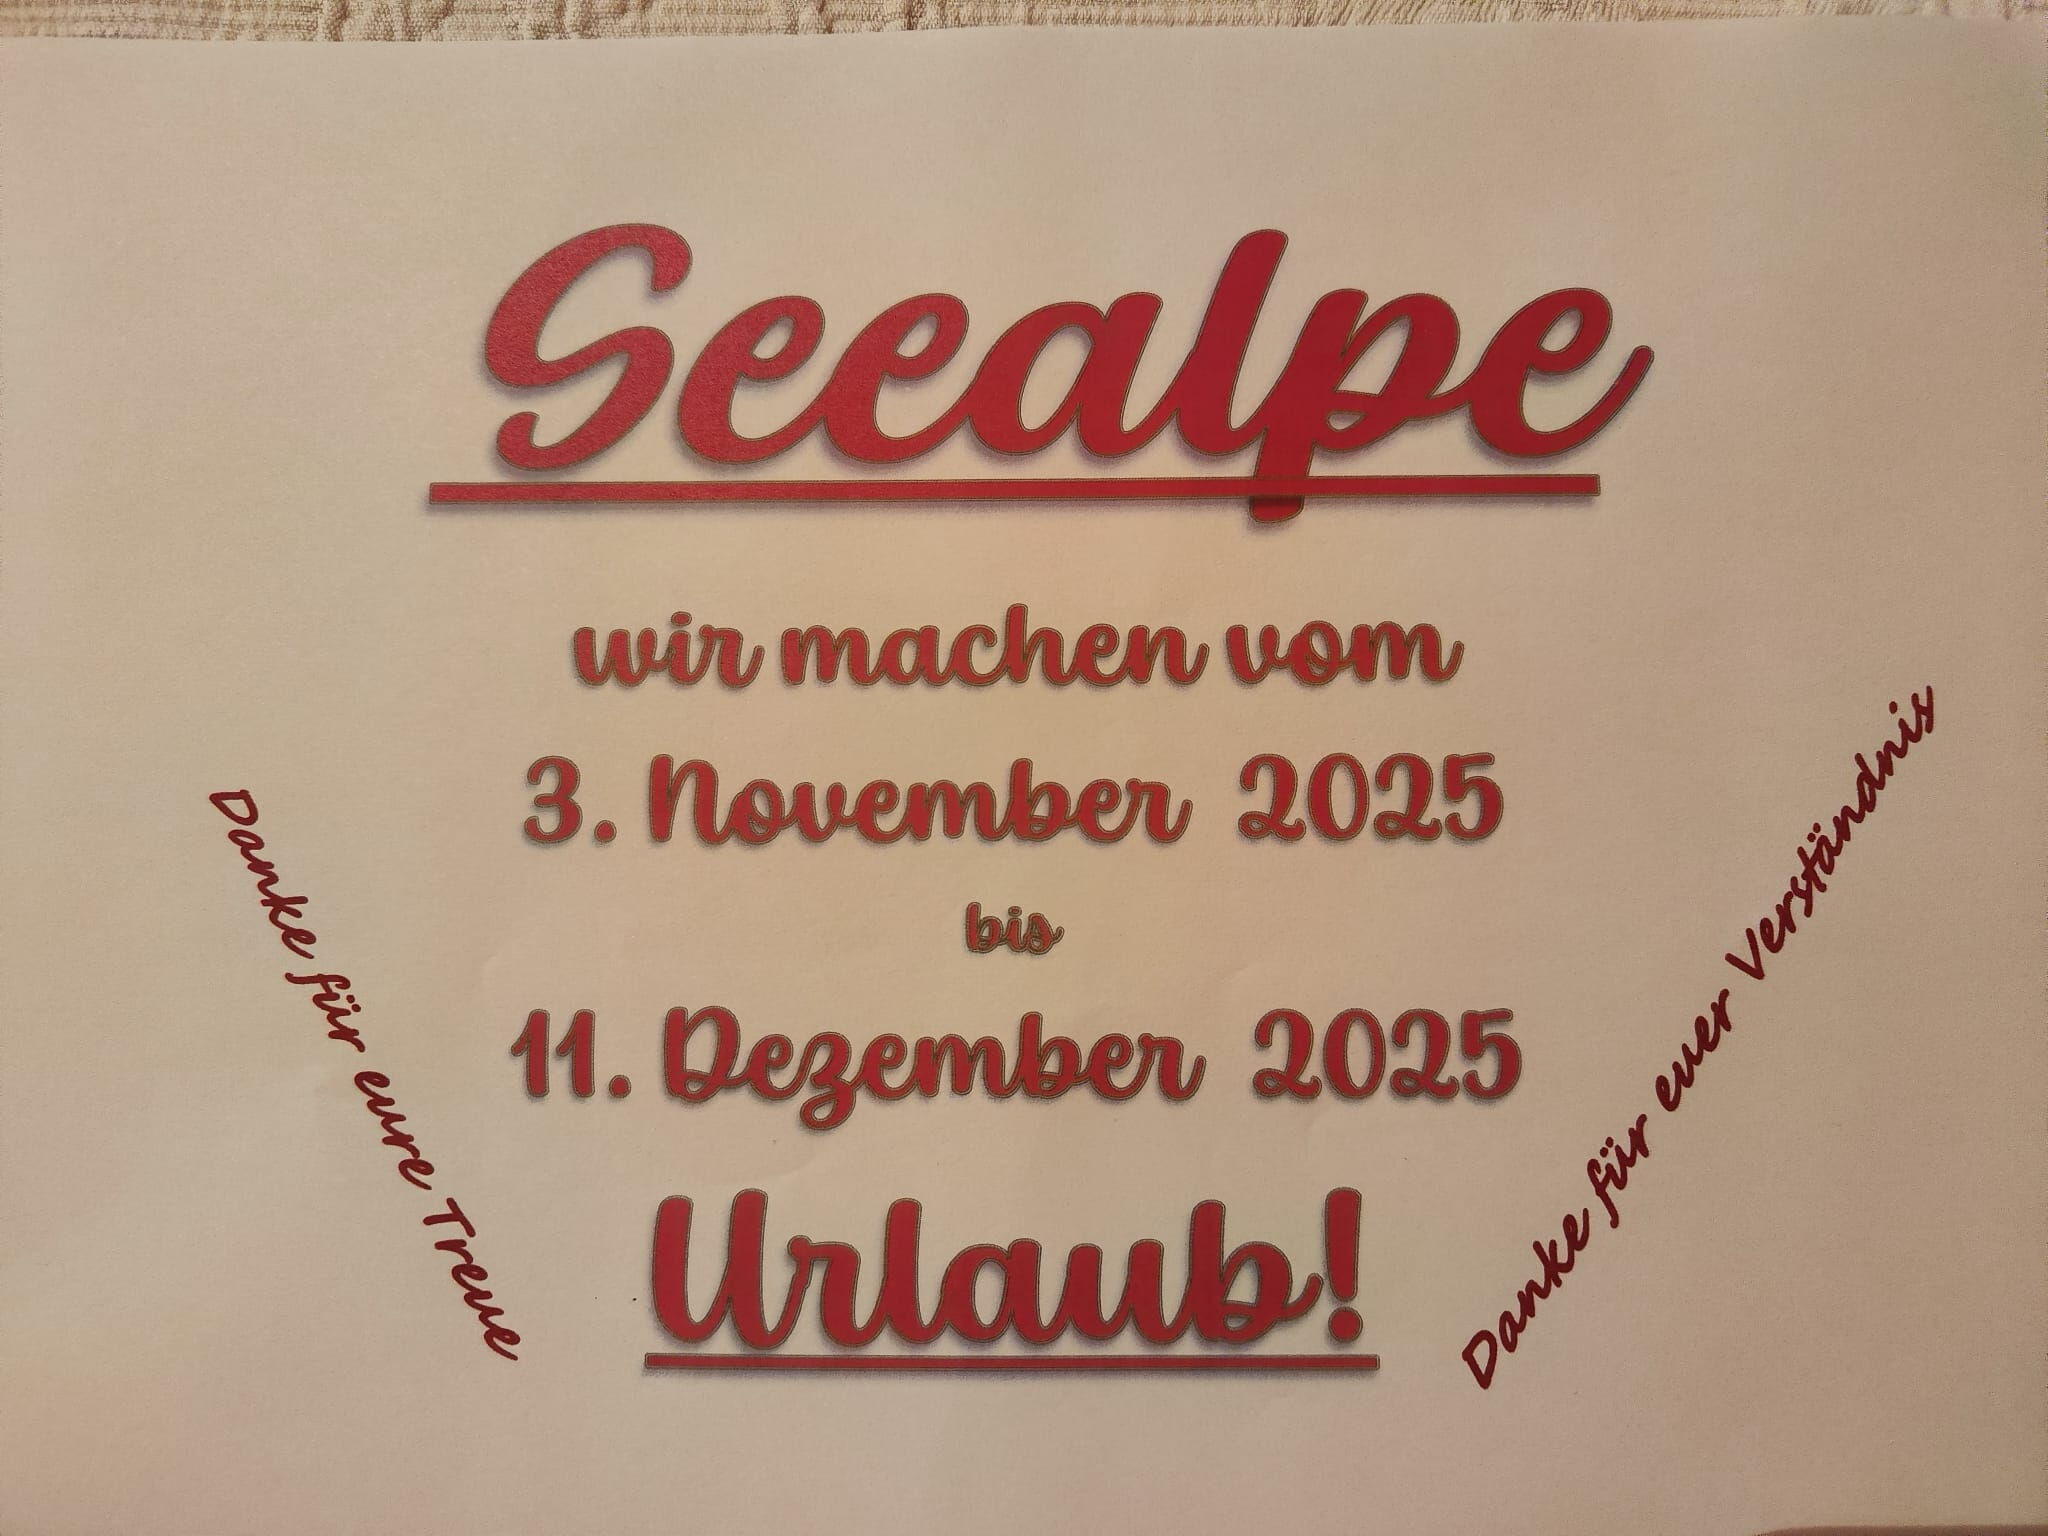 Seealpe
wir machen vom
3. November 2025
bis
11. Dezember 2025
Urlaub!
Danke für eure Treue
Danke für euer Verständnis